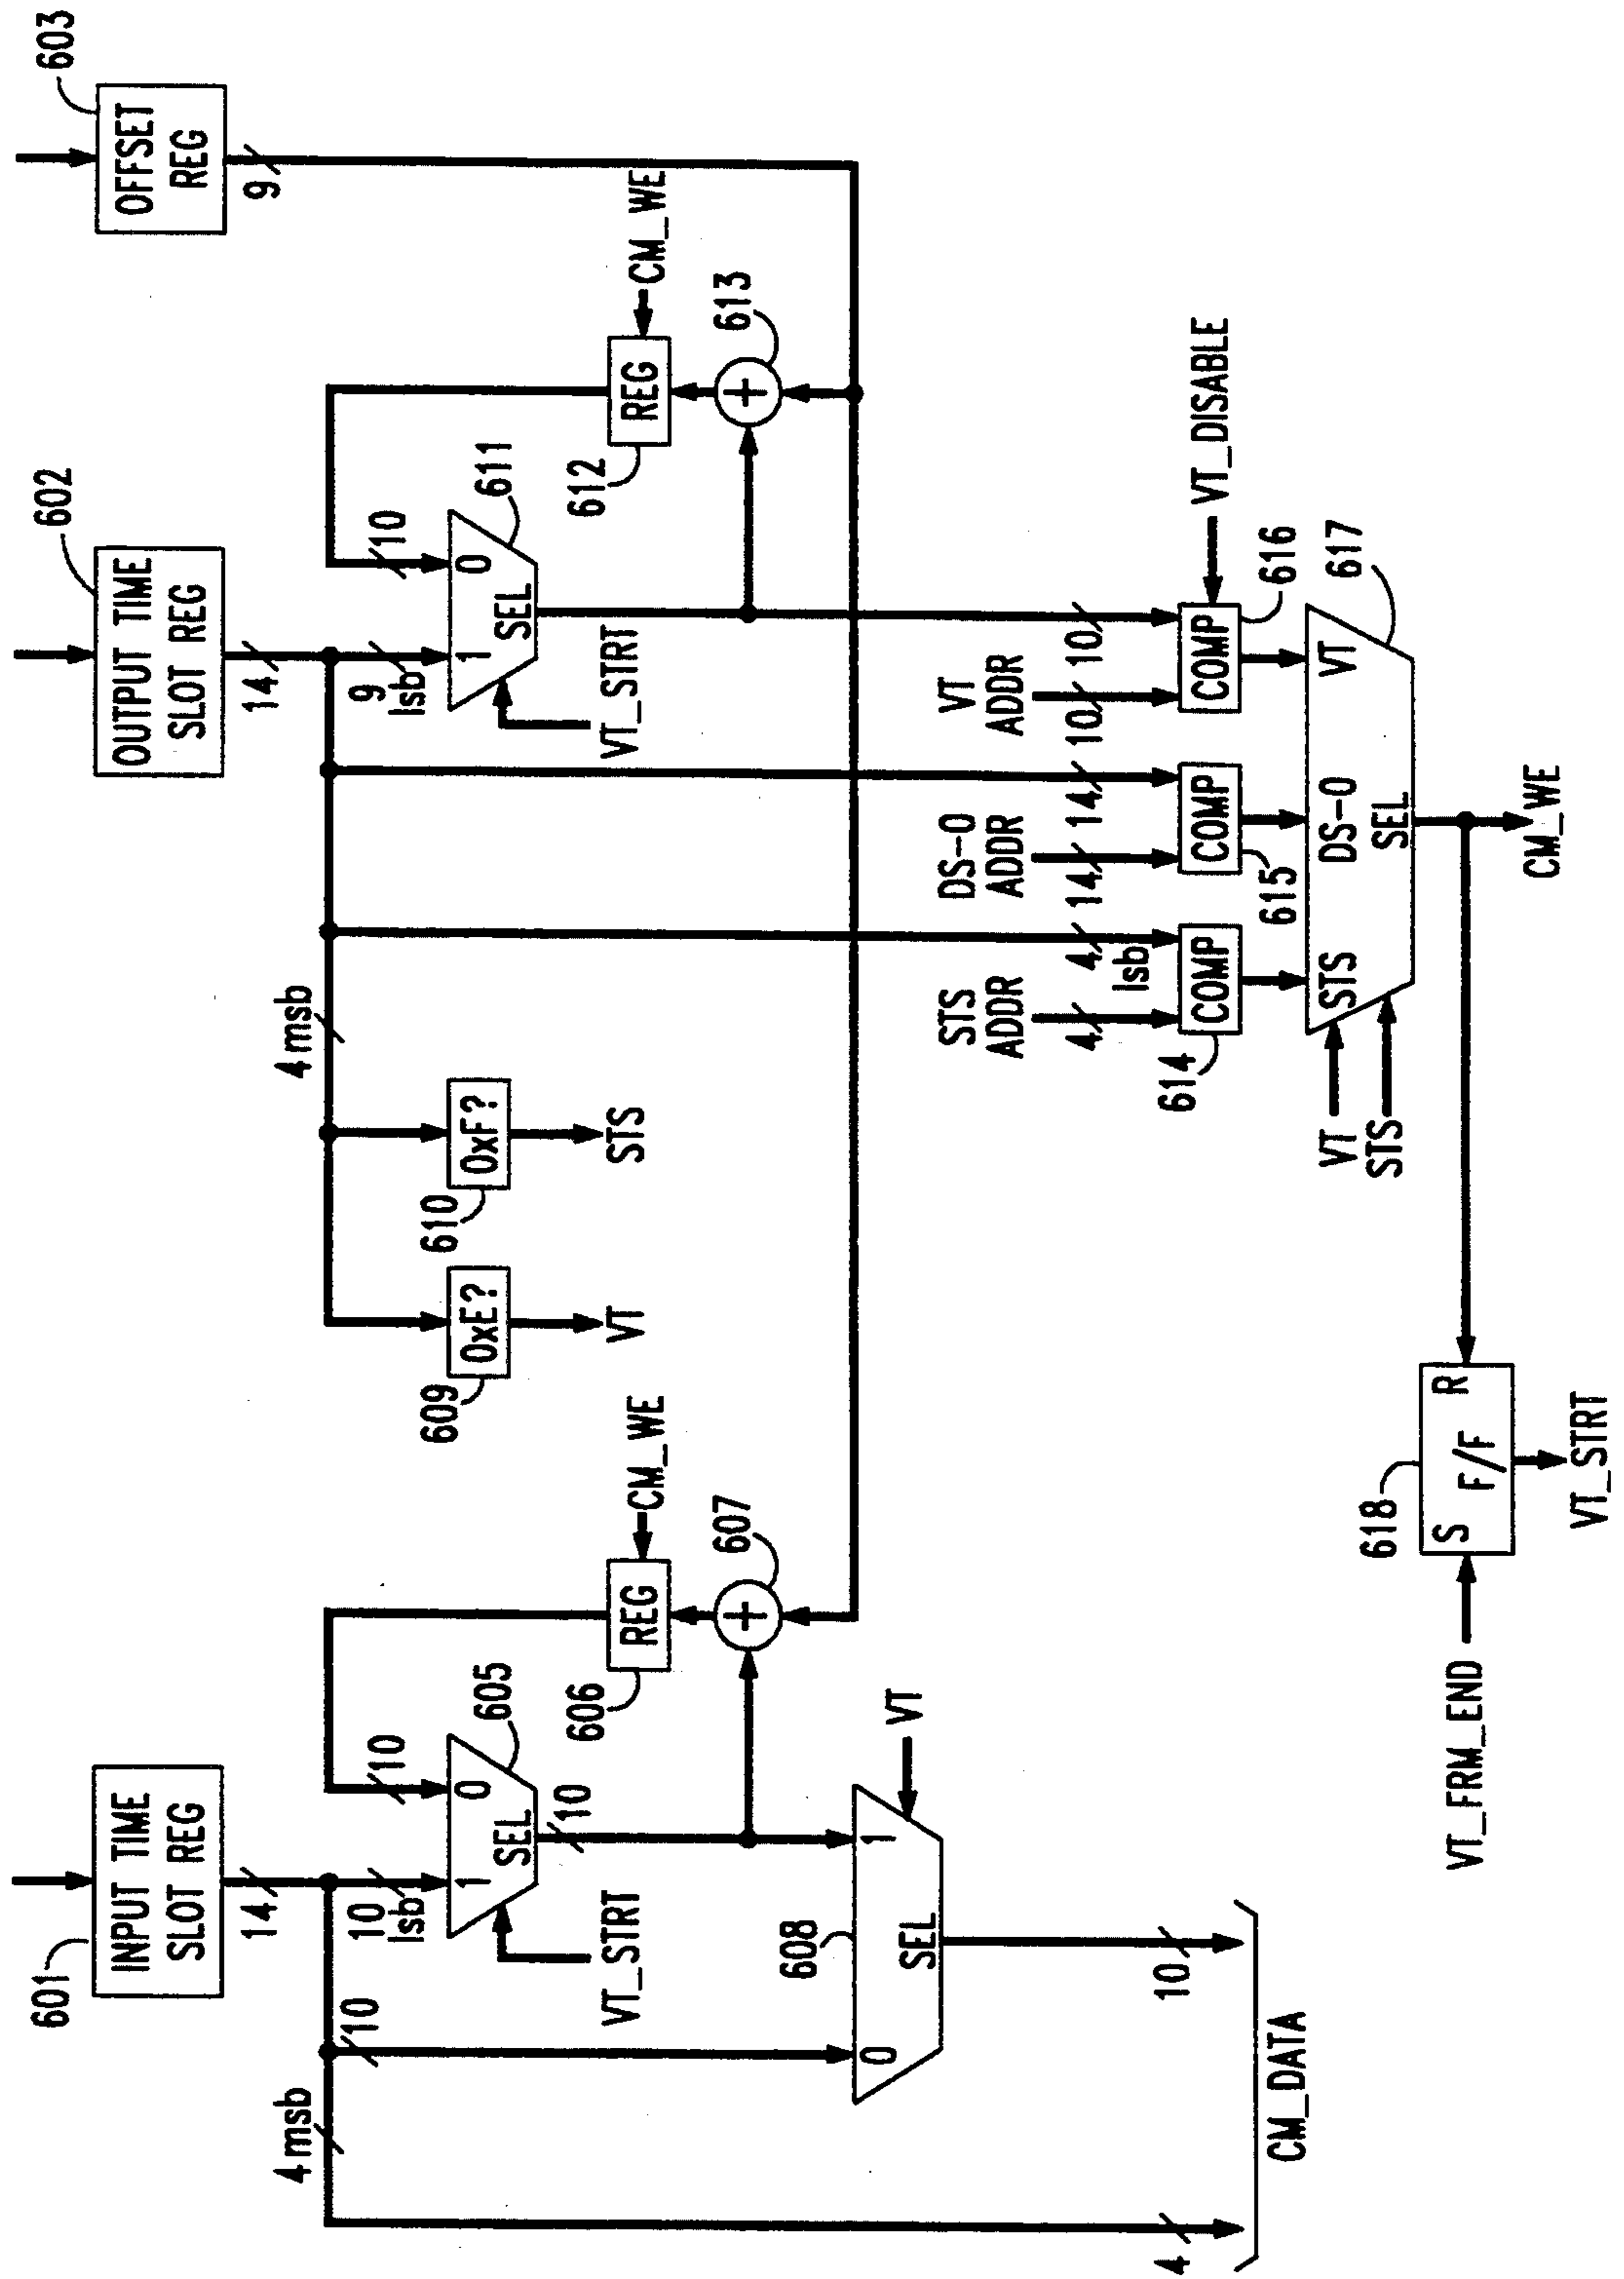 601
INPUT TIME
SLOT REG
14
4 msb
10
10
lsb
10
1
0
SEL
605
VT_STRT
10
606
REG
CM_WE
607
+
608
0
1
SEL
VT
4
10
CM_DATA
602
OUTPUT TIME
SLOT REG
14
4 msb
609
0xE?
VT
610
0xF?
STS
9
lsb
10
1
0
SEL
611
VT_STRT
612
REG
CM_WE
613
+
603
OFFSET
REG
9
STS
ADDR
4
4
lsb
614
COMP
DS-0
ADDR
14
14
615
COMP
VT
ADDR
10
10
COMP
616
VT_DISABLE
STS
DS-0
VT
SEL
617
VT
STS
CM_WE
618
S
R
F/F
VT_FRM_END
VT_STRT